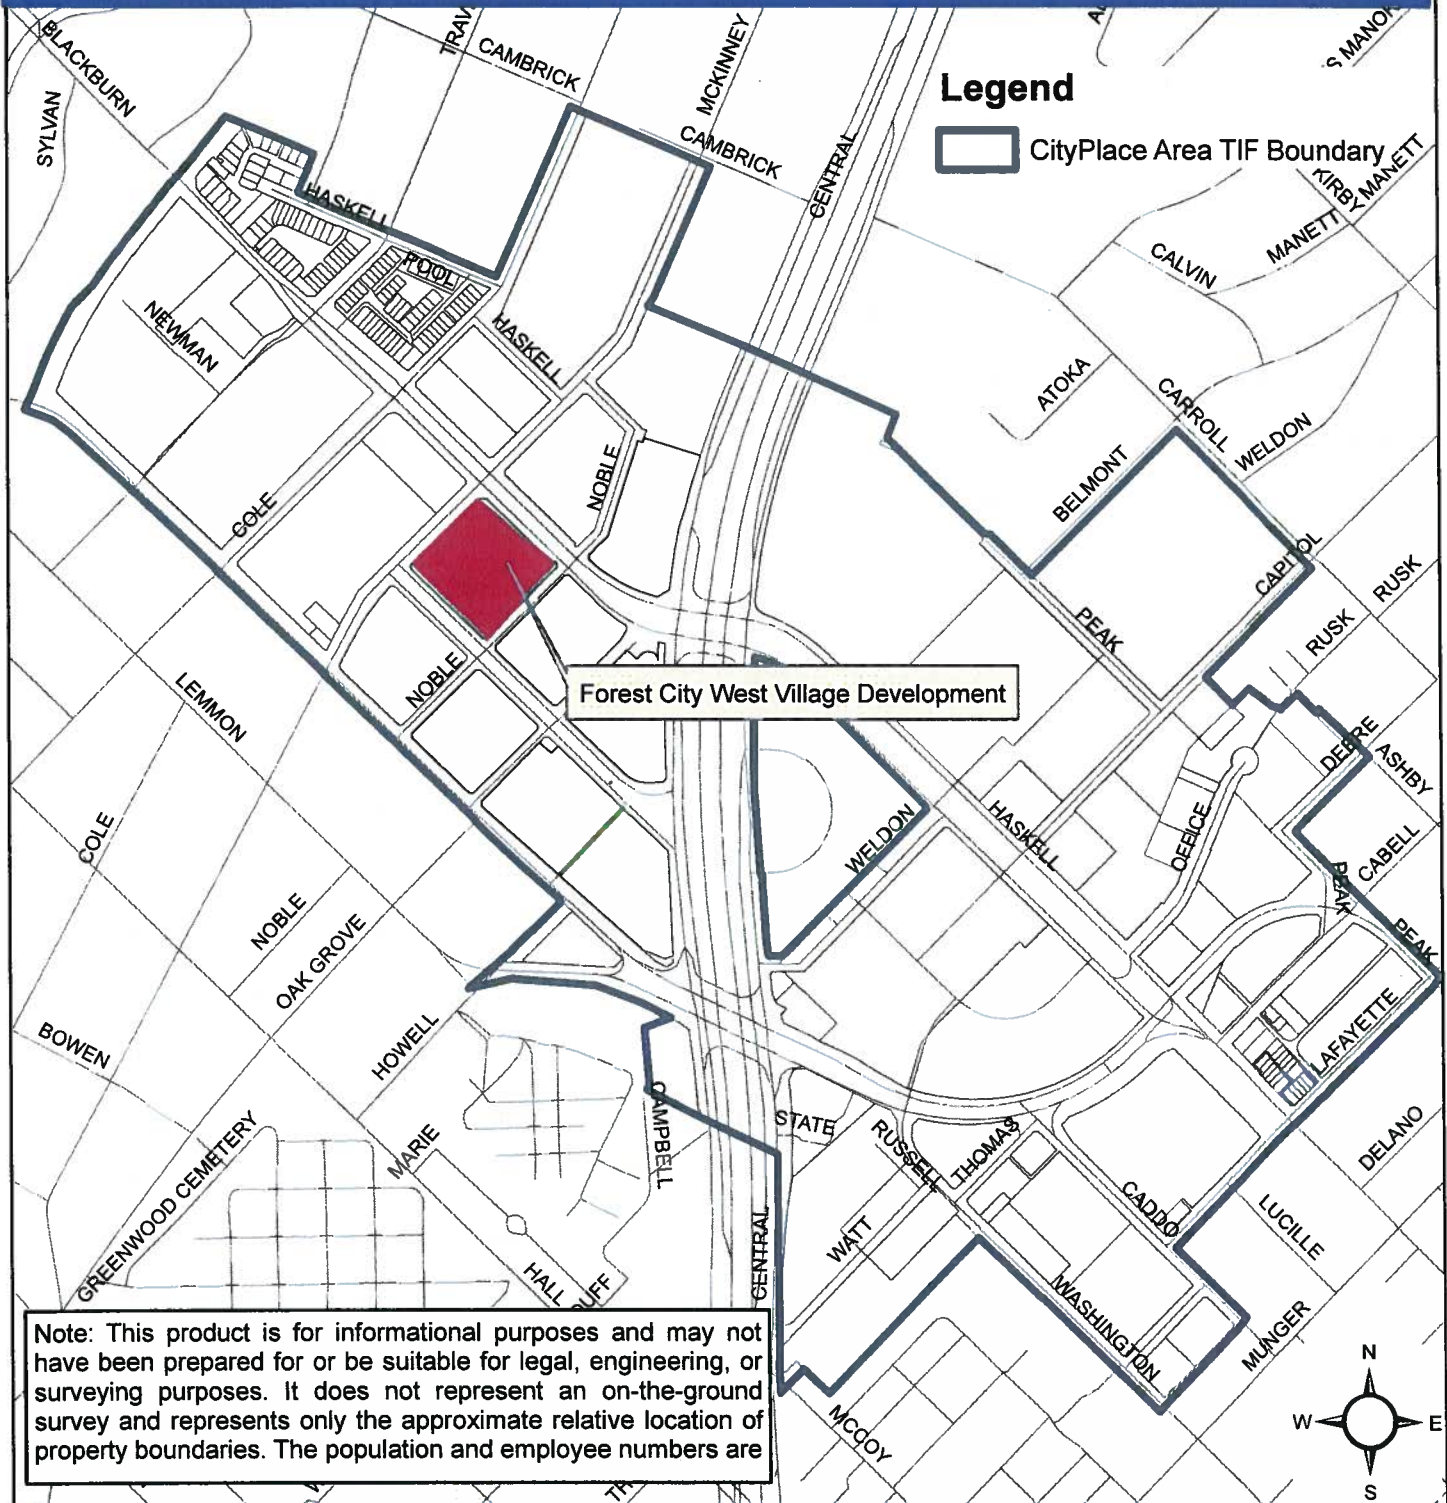 BLACKBURN
SYLVAN
TRAV
CAMBRICK
MCKINNEY
CAMBRICK
CENTRAL
S MANOR
Legend
CityPlace Area TIF Boundary
KIRBY
MANETT
MANETT
CALVIN
HASKELL
POOL
NEWMAN
HASKELL
ATOKA
CARROLL
WELDON
BELMONT
NOBLE
COLE
CAPITOL
RUSK
RUSK
PEAK
NOBLE
LEMMON
Forest City West Village Development
DEERE
ASHBY
COLE
WELDON
HASKELL
OFFICE
CABELL
PEAK
PEAK
NOBLE
OAK GROVE
LAFAYETTE
BOWEN
HOWELL
CAMPBELL
STATE
RUSSELL
THOMAS
DELANO
GREENWOOD CEMETERY
MARIE
CADDO
LUCILLE
WATT
CENTRAL
HALL
DUFF
WASHINGTON
MUNGER
MCCOY
Note: This product is for informational purposes and may not
have been prepared for or be suitable for legal, engineering, or
surveying purposes. It does not represent an on-the-ground
survey and represents only the approximate relative location of
property boundaries. The population and employee numbers are
N
W
E
S